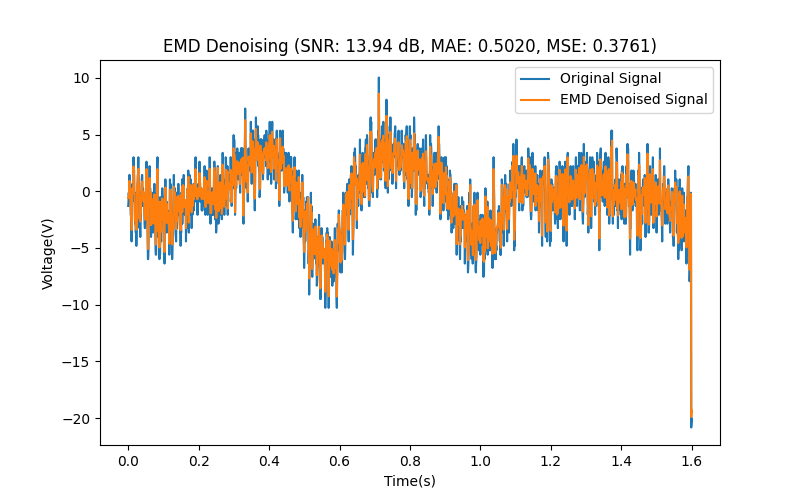 EMD Denoising (SNR: 13.94 dB, MAE: 0.5020, MSE: 0.3761)
Original Signal
EMD Denoised Signal
10
5
0
−5
−10
−15
−20
Voltage(V)
0.0 0.2 0.4 0.6 0.8 1.0 1.2 1.4 1.6
Time(s)